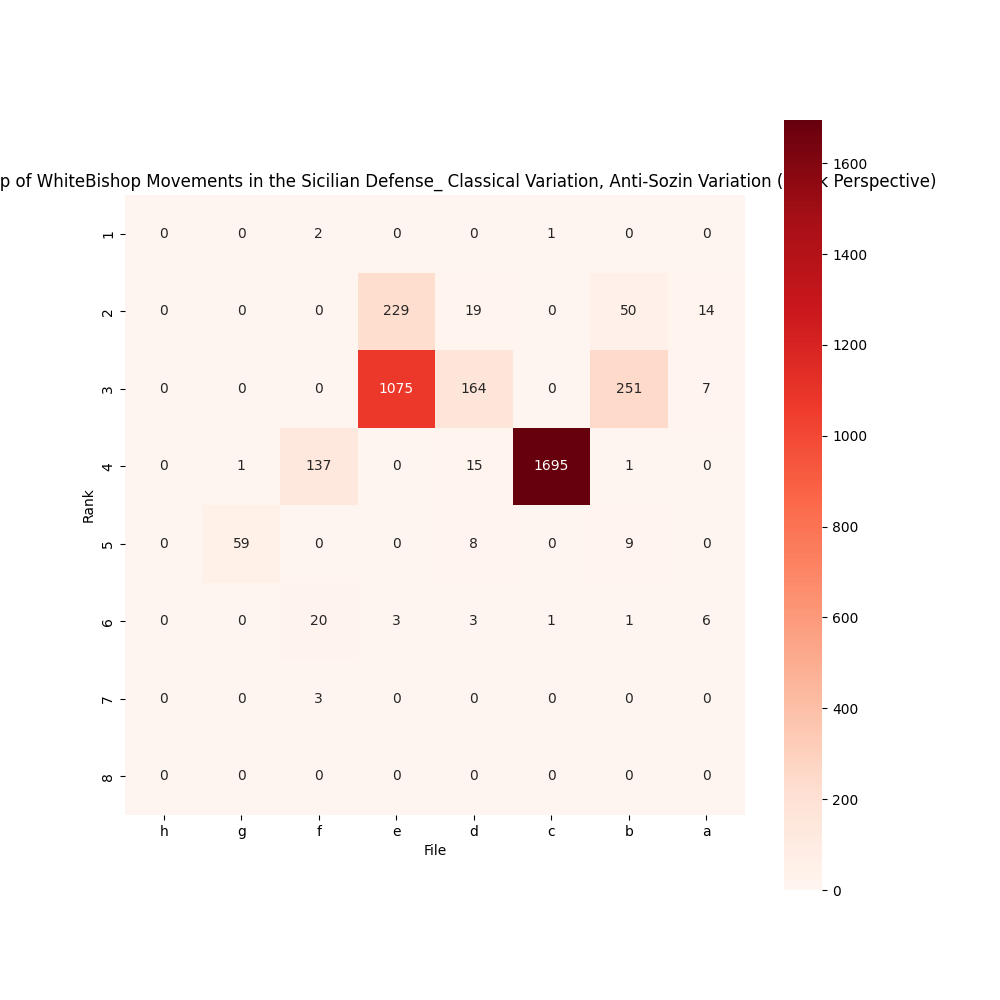 p of WhiteBishop Movements in the Sicilian Defense_ Classical Variation, Anti-Sozin Variation ( k Perspective)
1600
1 0 0 2 0 0 1 0 0
1400
2 0 0 0 229 19 0 50 14
1200
3 0 0 0 1075 164 0 251 7
1000
4 0 1 137 0 15 1695 1 0
Rank
800
5 0 59 0 0 8 0 9 0
600
6 0 0 20 3 3 1 1 6
400
7 0 0 3 0 0 0 0 0
200
8 0 0 0 0 0 0 0 0
h g f e d c b a
File
0